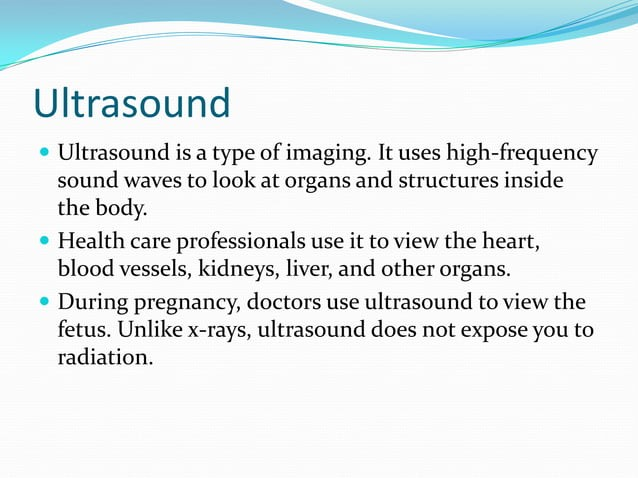 Ultrasound
• Ultrasound is a type of imaging. It uses high-frequency
sound waves to look at organs and structures inside
the body.
• Health care professionals use it to view the heart,
blood vessels, kidneys, liver, and other organs.
• During pregnancy, doctors use ultrasound to view the
fetus. Unlike x-rays, ultrasound does not expose you to
radiation.